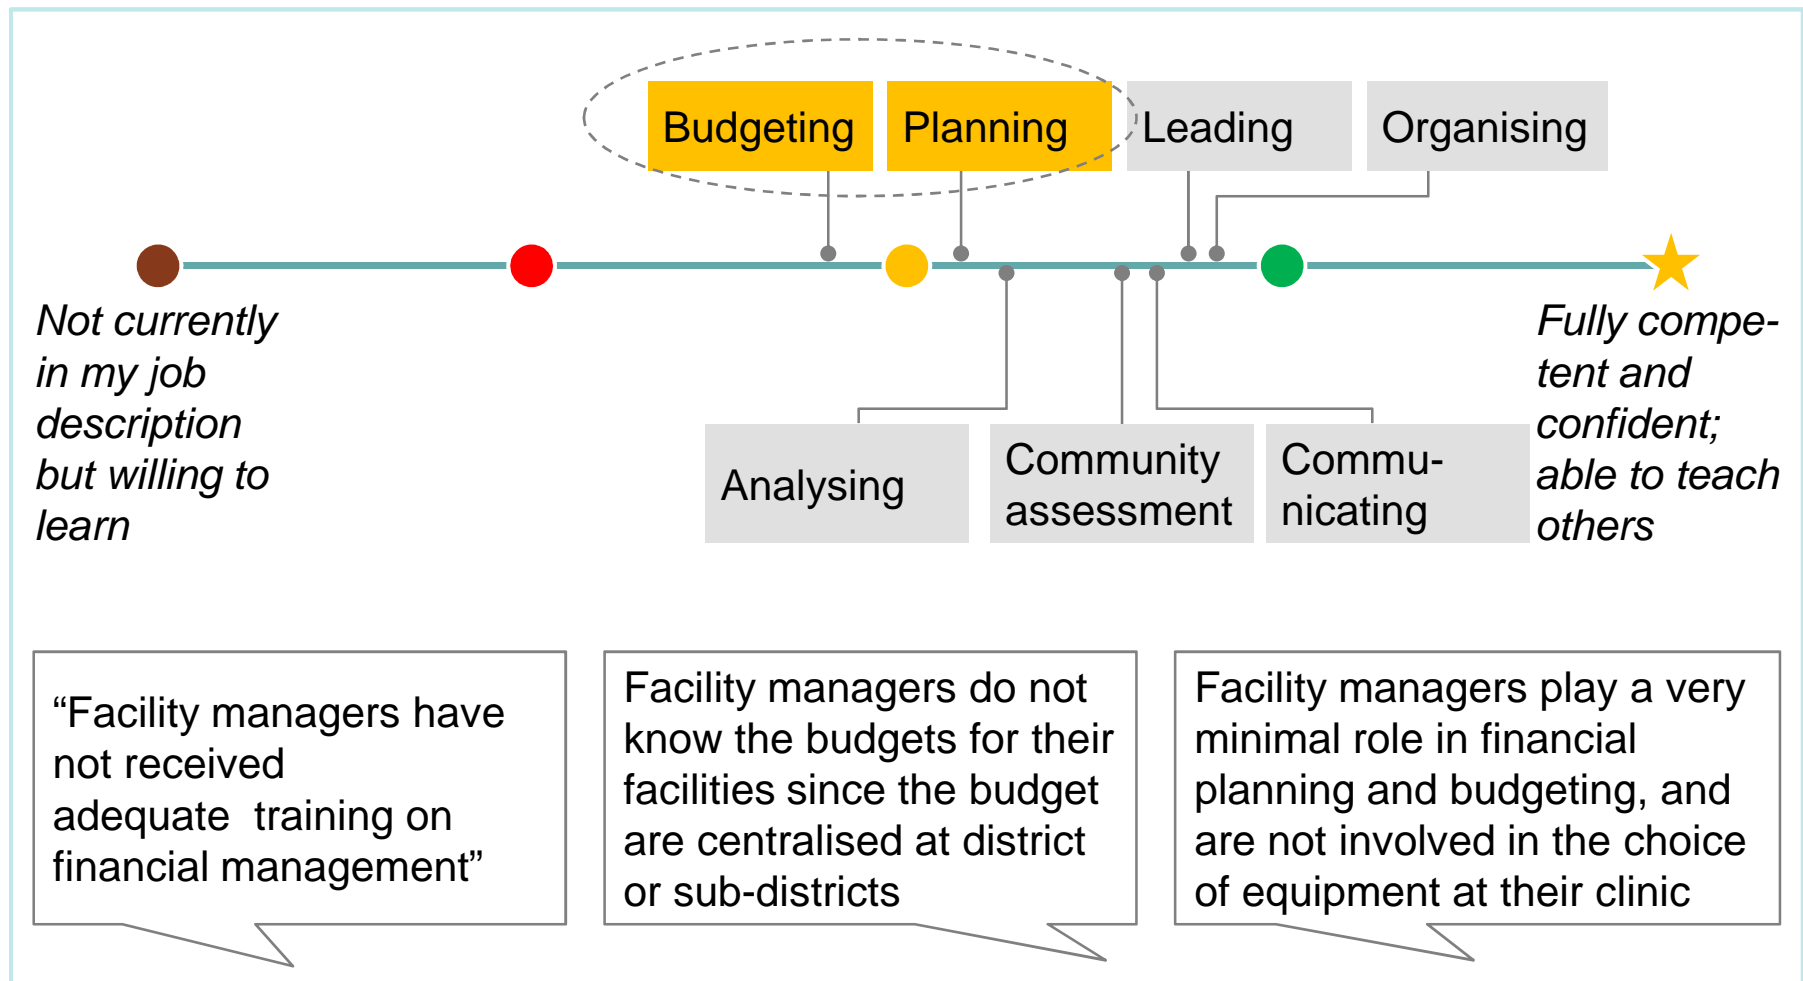 Budgeting
Planning
Leading
Organising
Not currently
in my job
description
but willing to
learn
Fully compe-
tent and
confident;
able to teach
others
Analysing
Community
assessment
Commu-
nicating
“Facility managers have
not received
adequate  training on
financial management”
Facility managers do not
know the budgets for their
facilities since the budget
are centralised at district
or sub-districts
Facility managers play a very
minimal role in financial
planning and budgeting, and
are not involved in the choice
of equipment at their clinic